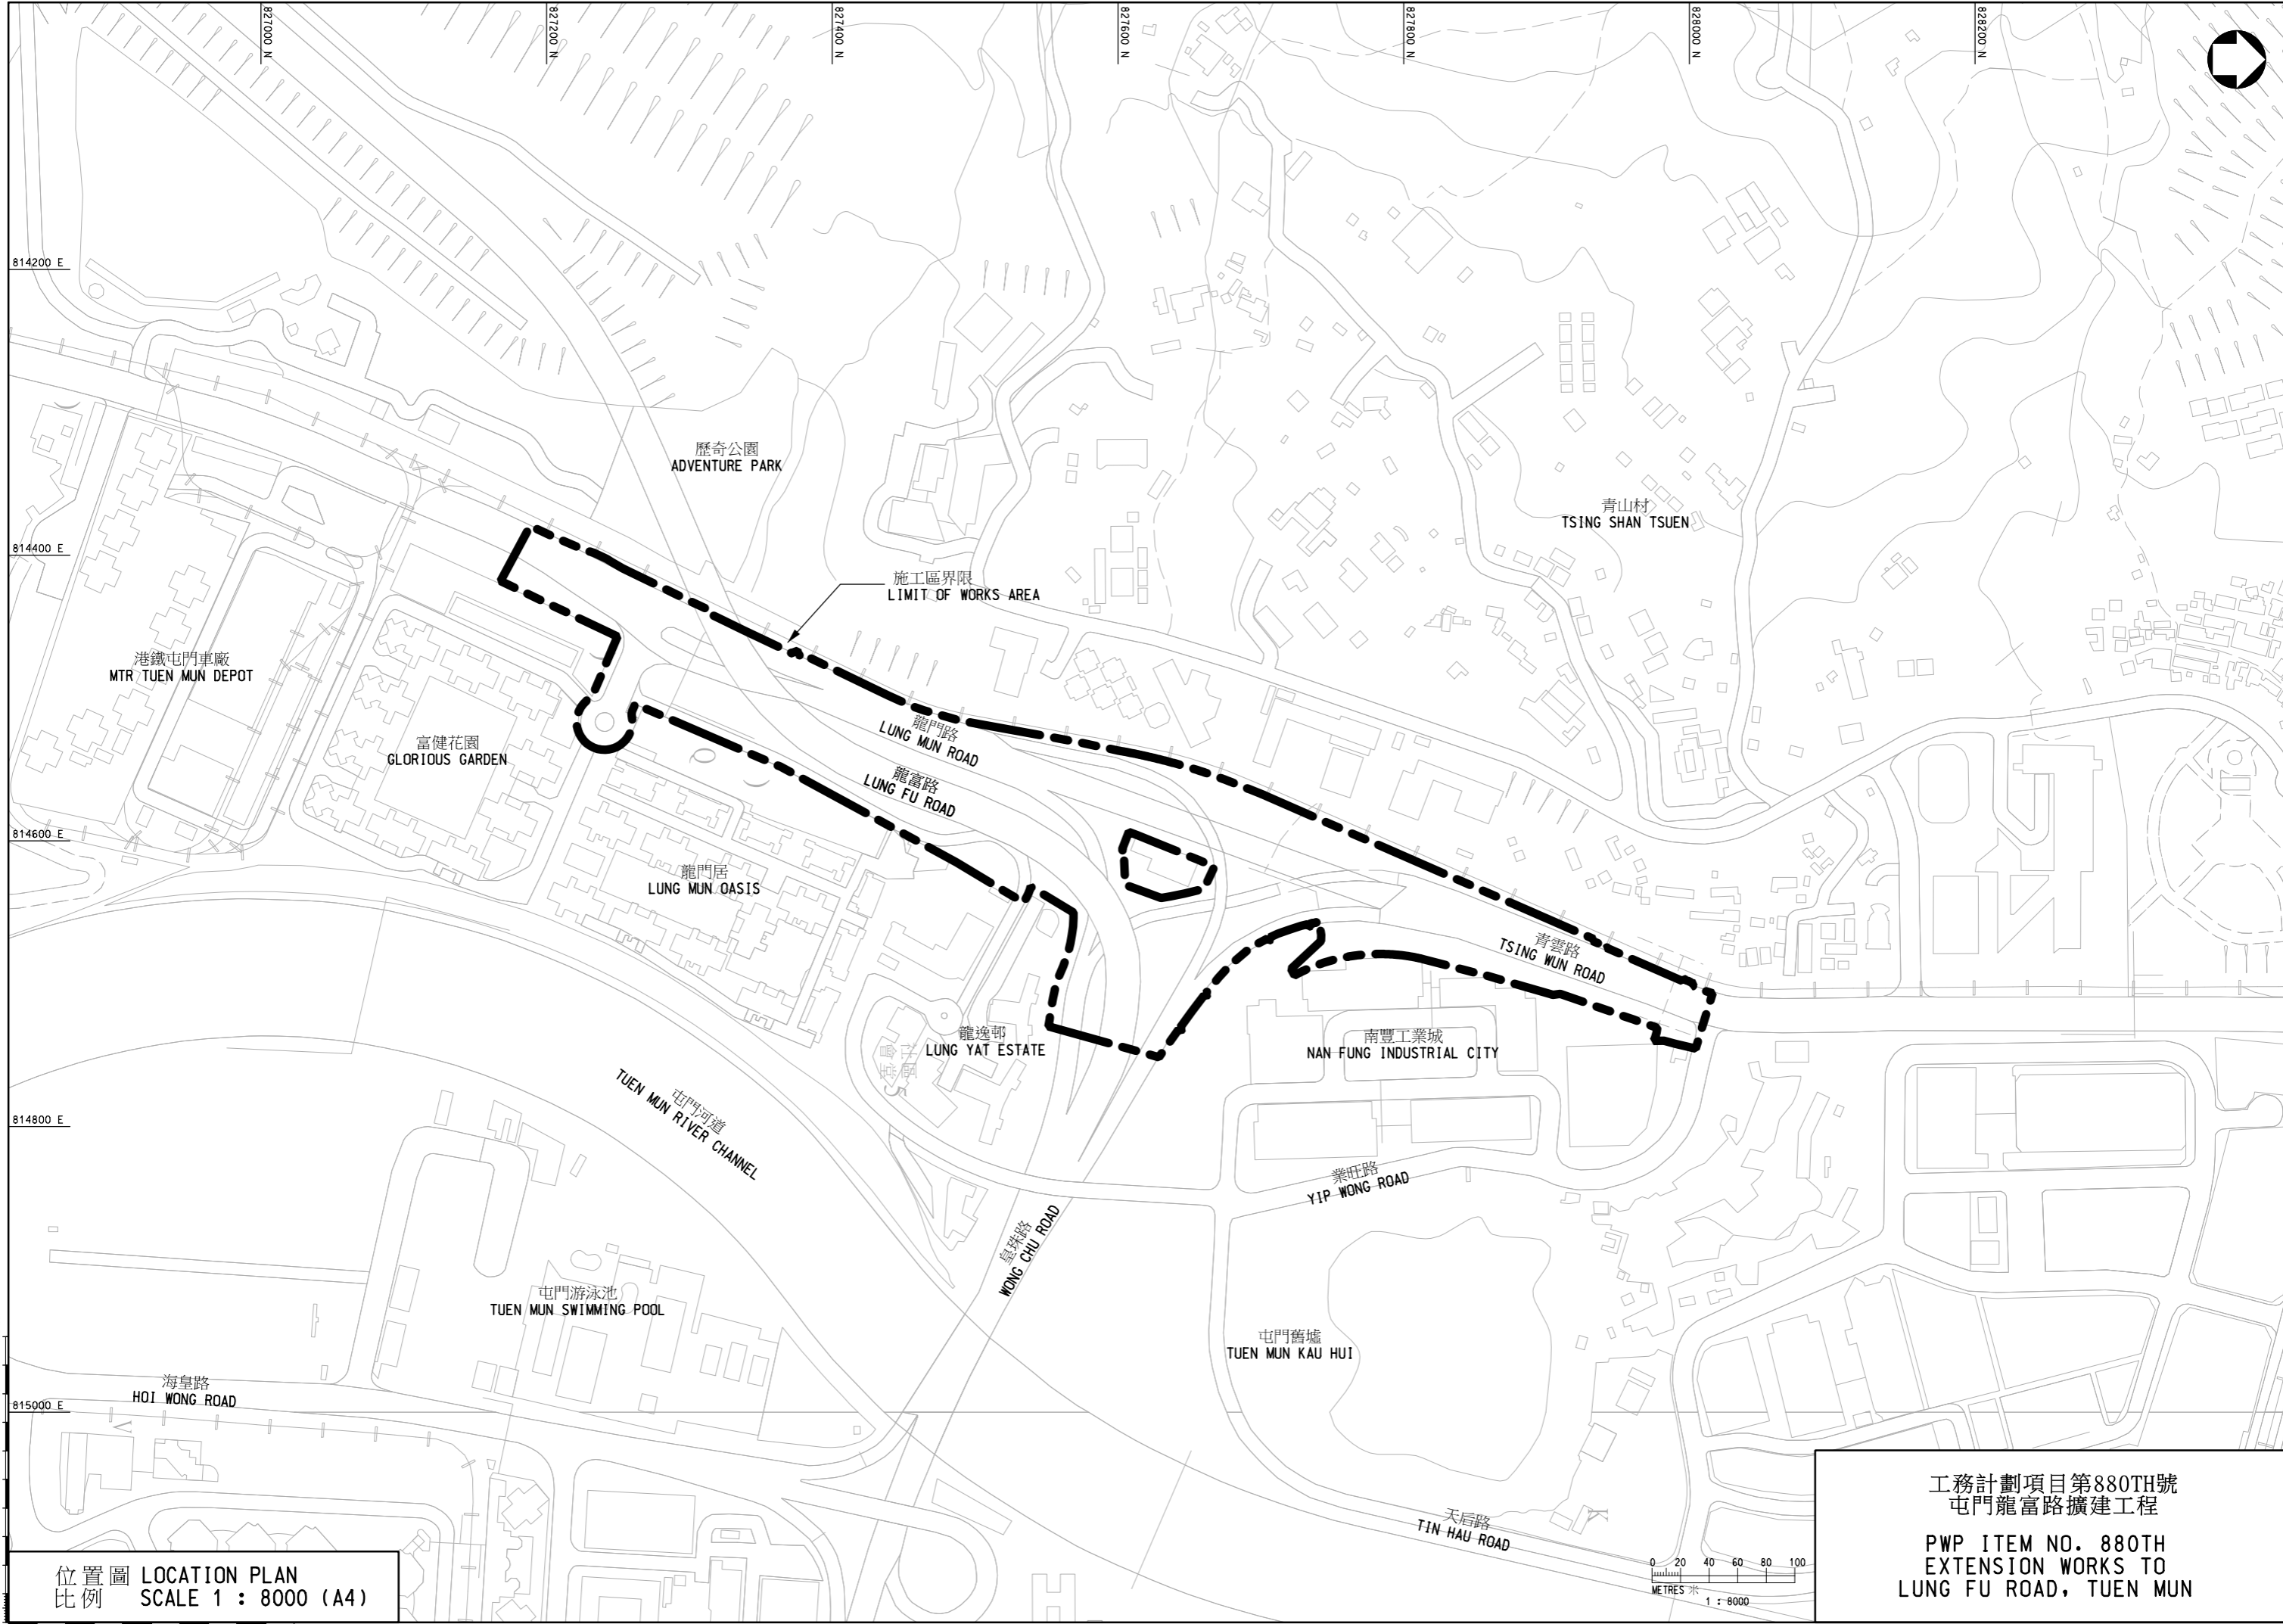 827000 N
827200 N
827400 N
827600 N
827800 N
828000 N
828200 N
814200 E
814400 E
814600 E
814800 E
815000 E
歷奇公園
ADVENTURE PARK
青山村
TSING SHAN TSUEN
施工區界限
LIMIT OF WORKS AREA
港鐵屯門車廠
MTR TUEN MUN DEPOT
富健花園
GLORIOUS GARDEN
龍門路
LUNG MUN ROAD
龍富路
LUNG FU ROAD
龍門居
LUNG MUN OASIS
青雲路
TSING WUN ROAD
龍逸邨
LUNG YAT ESTATE
社區
會堂
南豐工業城
NAN FUNG INDUSTRIAL CITY
屯門河道
TUEN MUN RIVER CHANNEL
業旺路
YIP WONG ROAD
皇珠路
WONG CHU ROAD
屯門游泳池
TUEN MUN SWIMMING POOL
屯門舊墟
TUEN MUN KAU HUI
海皇路
HOI WONG ROAD
天后路
TIN HAU ROAD
0 20 40 60 80 100
METRES 米
1 : 8000
位置圖 LOCATION PLAN
比例 SCALE 1 : 8000 (A4)
工務計劃項目第880TH號
屯門龍富路擴建工程
PWP ITEM NO. 880TH
EXTENSION WORKS TO
LUNG FU ROAD, TUEN MUN